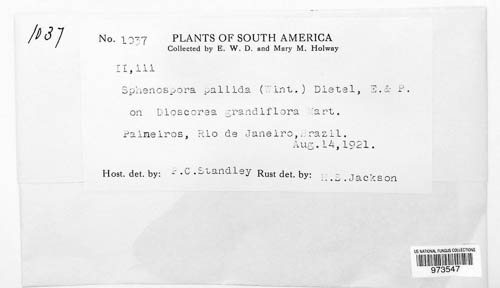 1037
No. 1037 PLANTS OF SOUTH AMERICA
Collected by E. W. D. and Mary M. Holway
II,iii
Sphenospora pallida (Wint.) Dietel, E.& P.
on Dioscorea grandiflora Mart.
Paineiros, Rio de Janeiro,Brazil.
Aug.14,1921.
Host. det. by: P.C.Standley Rust det. by: H.S.Jackson
US NATIONAL FUNGUS COLLECTIONS
973547